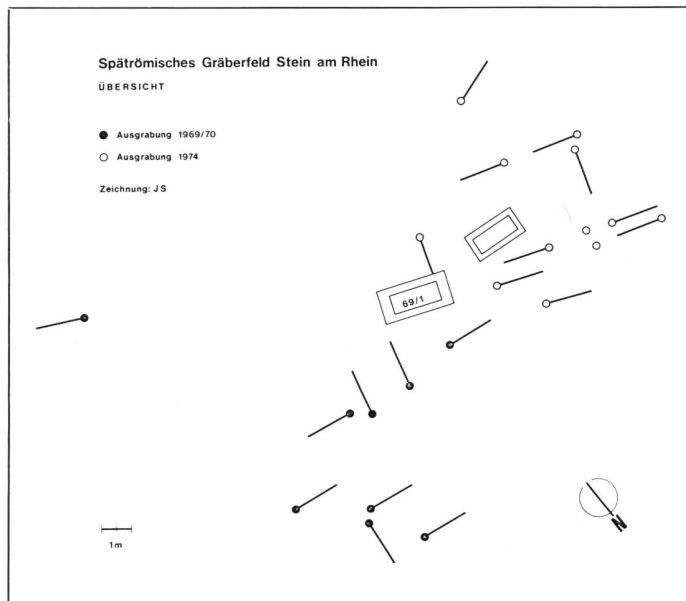 Spätrömisches Gräberfeld Stein am Rhein
ÜBERSICHT
Ausgrabung 1969/70
Ausgrabung 1974
Zeichnung: JS
69/1
1m
N